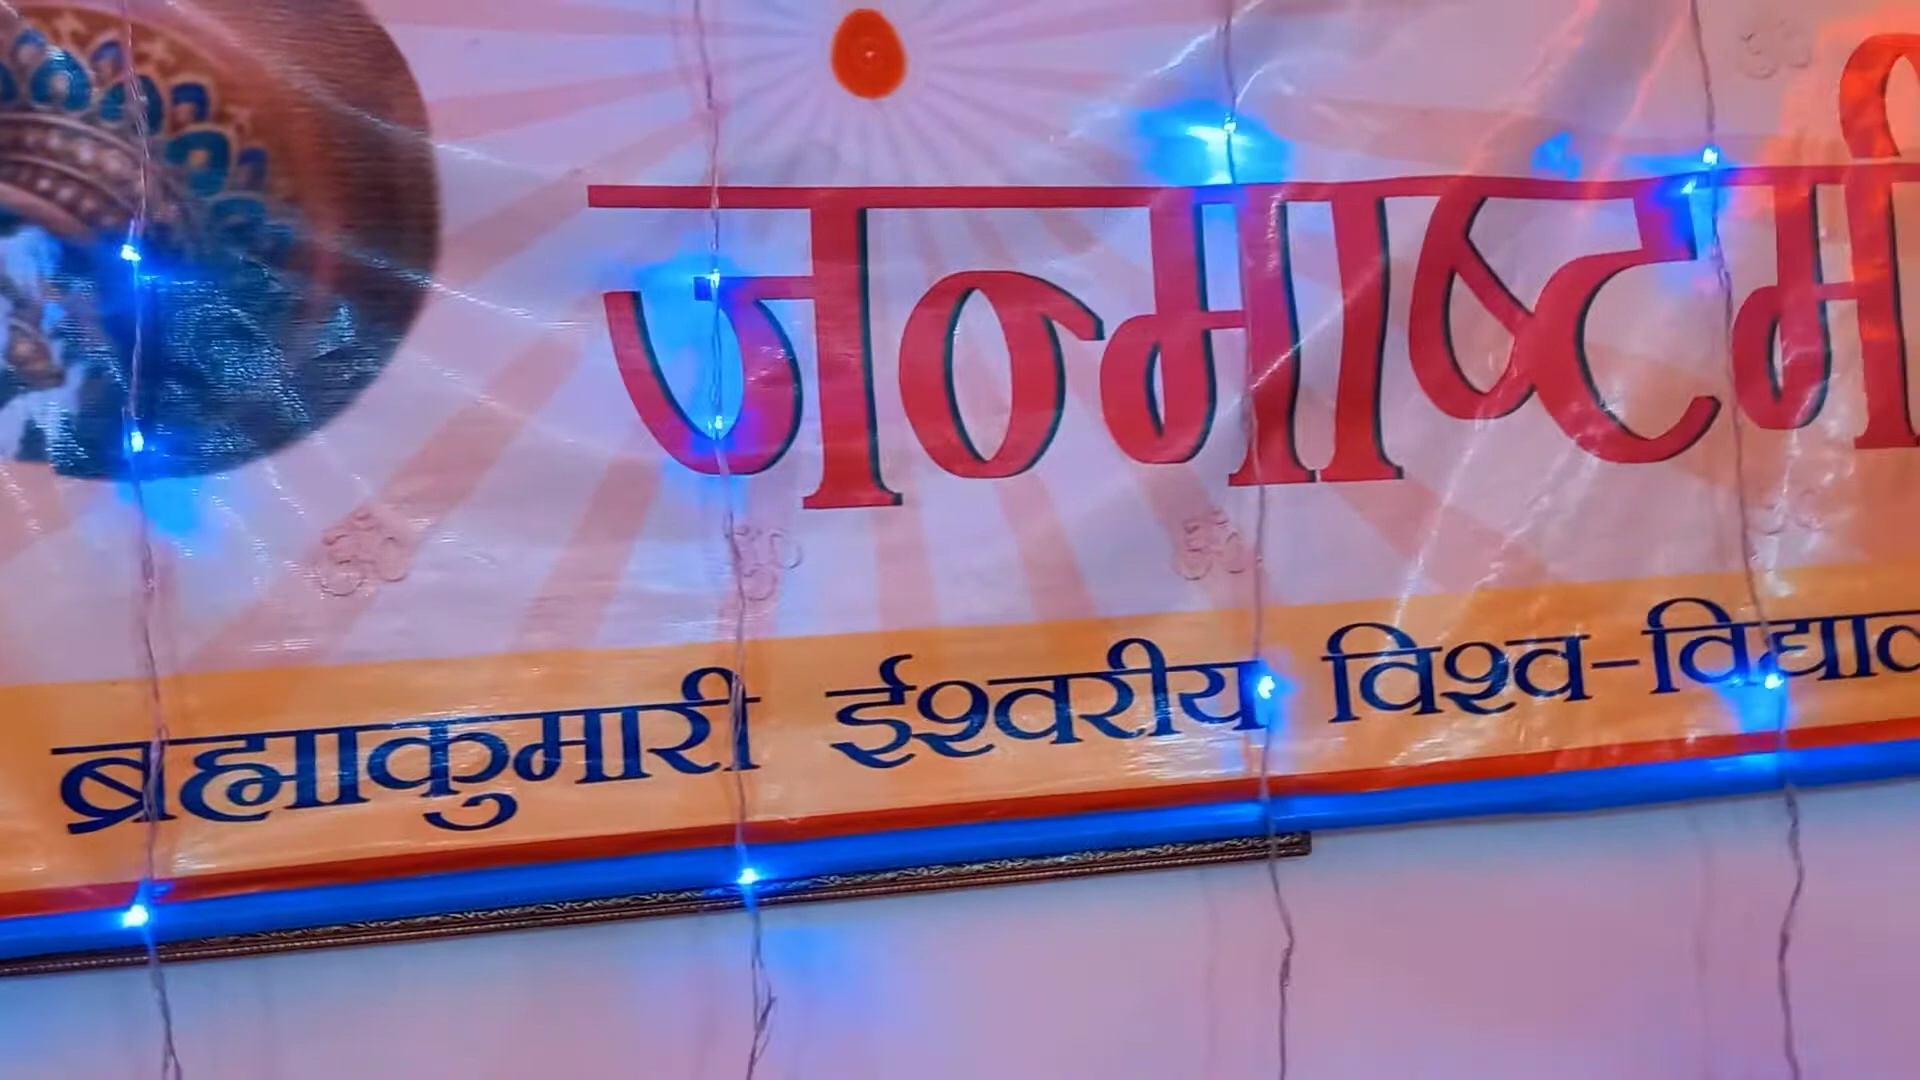 जन्माष्टमी
ब्रह्माकुमारी ईश्वरीय विश्व-विद्याल